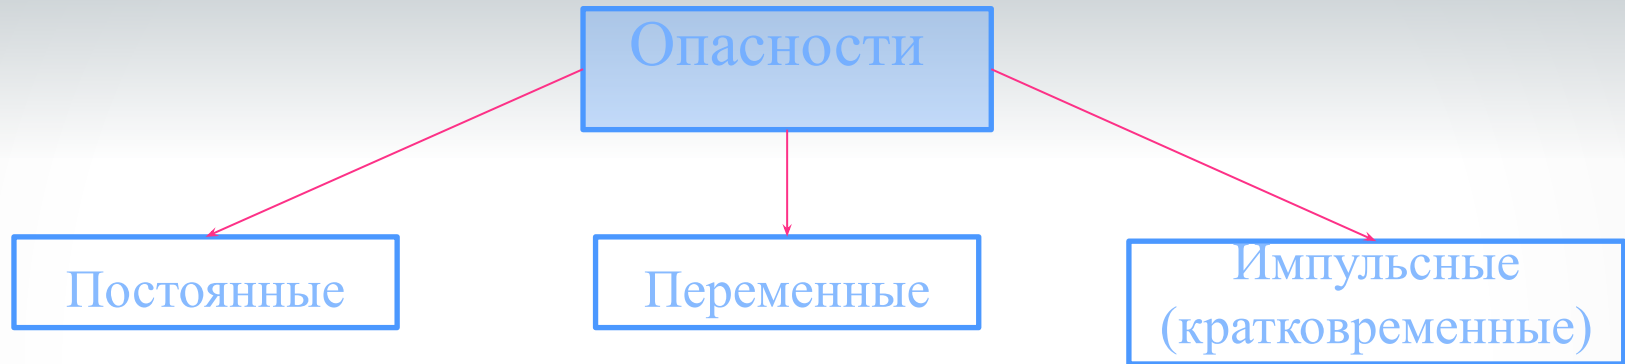 Опасности
Постоянные
Переменные
Импульсные
(кратковременные)